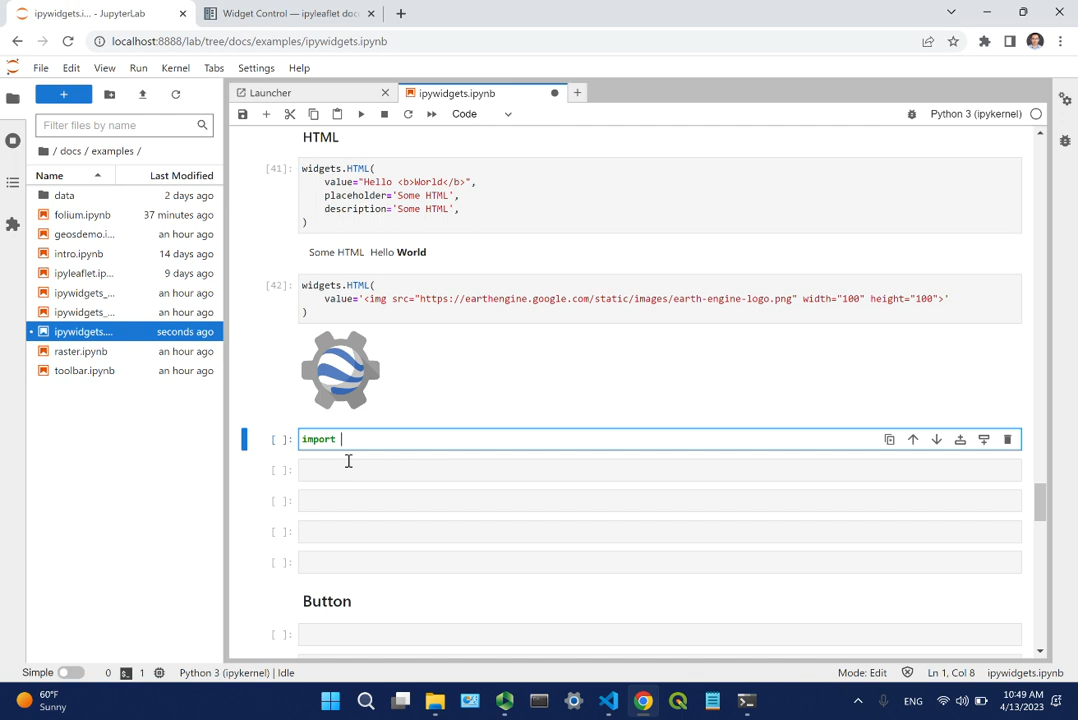 ipywidgets.i... - JupyterLab
Widget Control — ipyleaflet doc
localhost:8888/lab/tree/docs/examples/ipywidgets.ipynb
File Edit View Run Kernel Tabs Settings Help
Launcher
ipywidgets.ipynb
Code
Python 3 (ipykernel)
Filter files by name
/ docs / examples /
Name Last Modified
data 2 days ago
folium.ipynb 37 minutes ago
geosdemo.i... an hour ago
intro.ipynb 14 days ago
ipyleaflet.ip... 9 days ago
ipywidgets_... an hour ago
ipywidgets_... an hour ago
ipywidgets.... seconds ago
raster.ipynb an hour ago
toolbar.ipynb an hour ago
HTML
[41]: widgets.HTML(
value="Hello <b>World</b>",
placeholder='Some HTML',
description='Some HTML',
)
Some HTML Hello World
[42]: widgets.HTML(
value='<img src="https://earthengine.google.com/static/images/earth-engine-logo.png" width="100" height="100">'
)
[ ]: import
[ ]:
[ ]:
[ ]:
[ ]:
Button
[ ]:
Simple 0 1 Python 3 (ipykernel) | Idle
Mode: Edit Ln 1, Col 8 ipywidgets.ipynb
60°F
Sunny
ENG
10:49 AM
4/13/2023